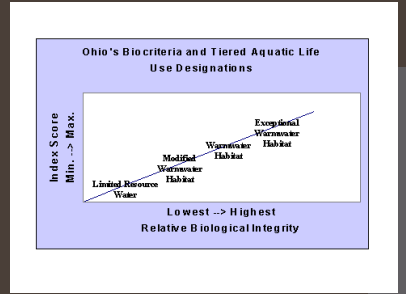 Ohio's Biocriteria and Tiered Aquatic Life
Use Designations
Index Score
Min. --> Max.
Exceptional
Warmwater
Habitat
Warmwater
Habitat
Modified
Warmwater
Habitat
Limited Resource
Water
Lowest --> Highest
Relative Biological Integrity